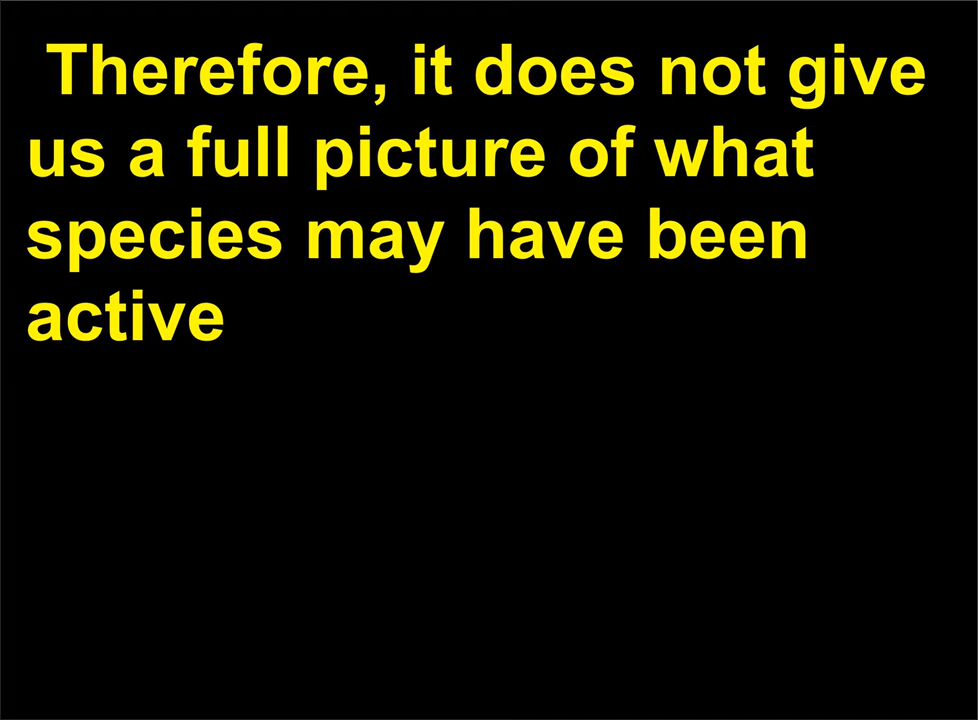 Therefore, it does not give
us a full picture of what
species may have been
active